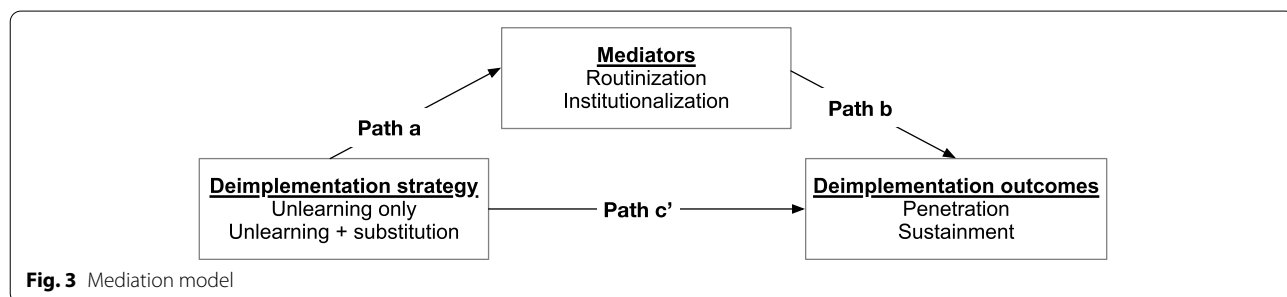 Mediators
Routinization
Institutionalization
Path a
Path b
Deimplementation strategy
Unlearning only
Unlearning + substitution
Path c’
Deimplementation outcomes
Penetration
Sustainment
Fig. 3 Mediation model